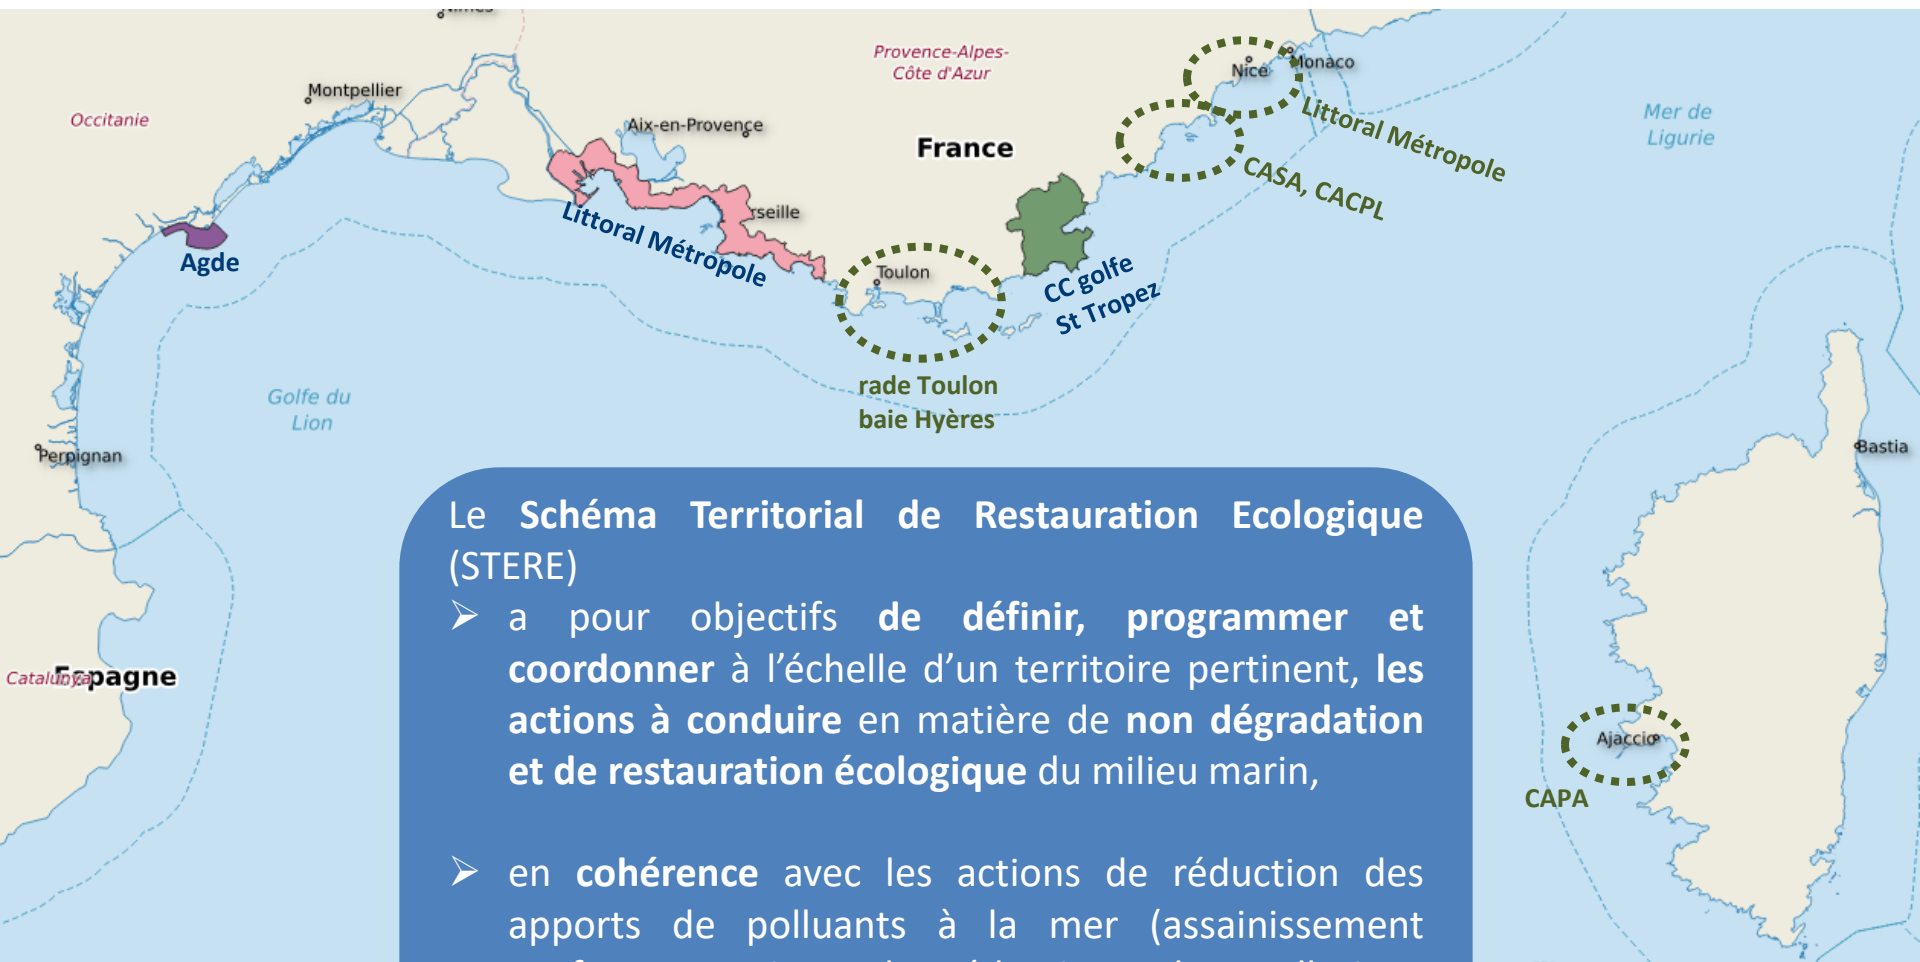 Nîmes
Montpellier
Occitanie
Provence-Alpes-
Côte d'Azur
Nice
Monaco
Mer de
Ligurie
Aix-en-Provence
France
Littoral Métropole
CASA, CACPL
rseille
Littoral Métropole
Agde
Toulon
CC golfe
St Tropez
rade Toulon
baie Hyères
Golfe du
Lion
Perpignan
Bastia
Espagne
Ajaccio
CAPA
Le Schéma Territorial de Restauration Ecologique
(STERE)
➢ a pour objectifs de définir, programmer et
coordonner à l’échelle d’un territoire pertinent, les
actions à conduire en matière de non dégradation
et de restauration écologique du milieu marin,
➢ en cohérence avec les actions de réduction des
apports de polluants à la mer (assainissement